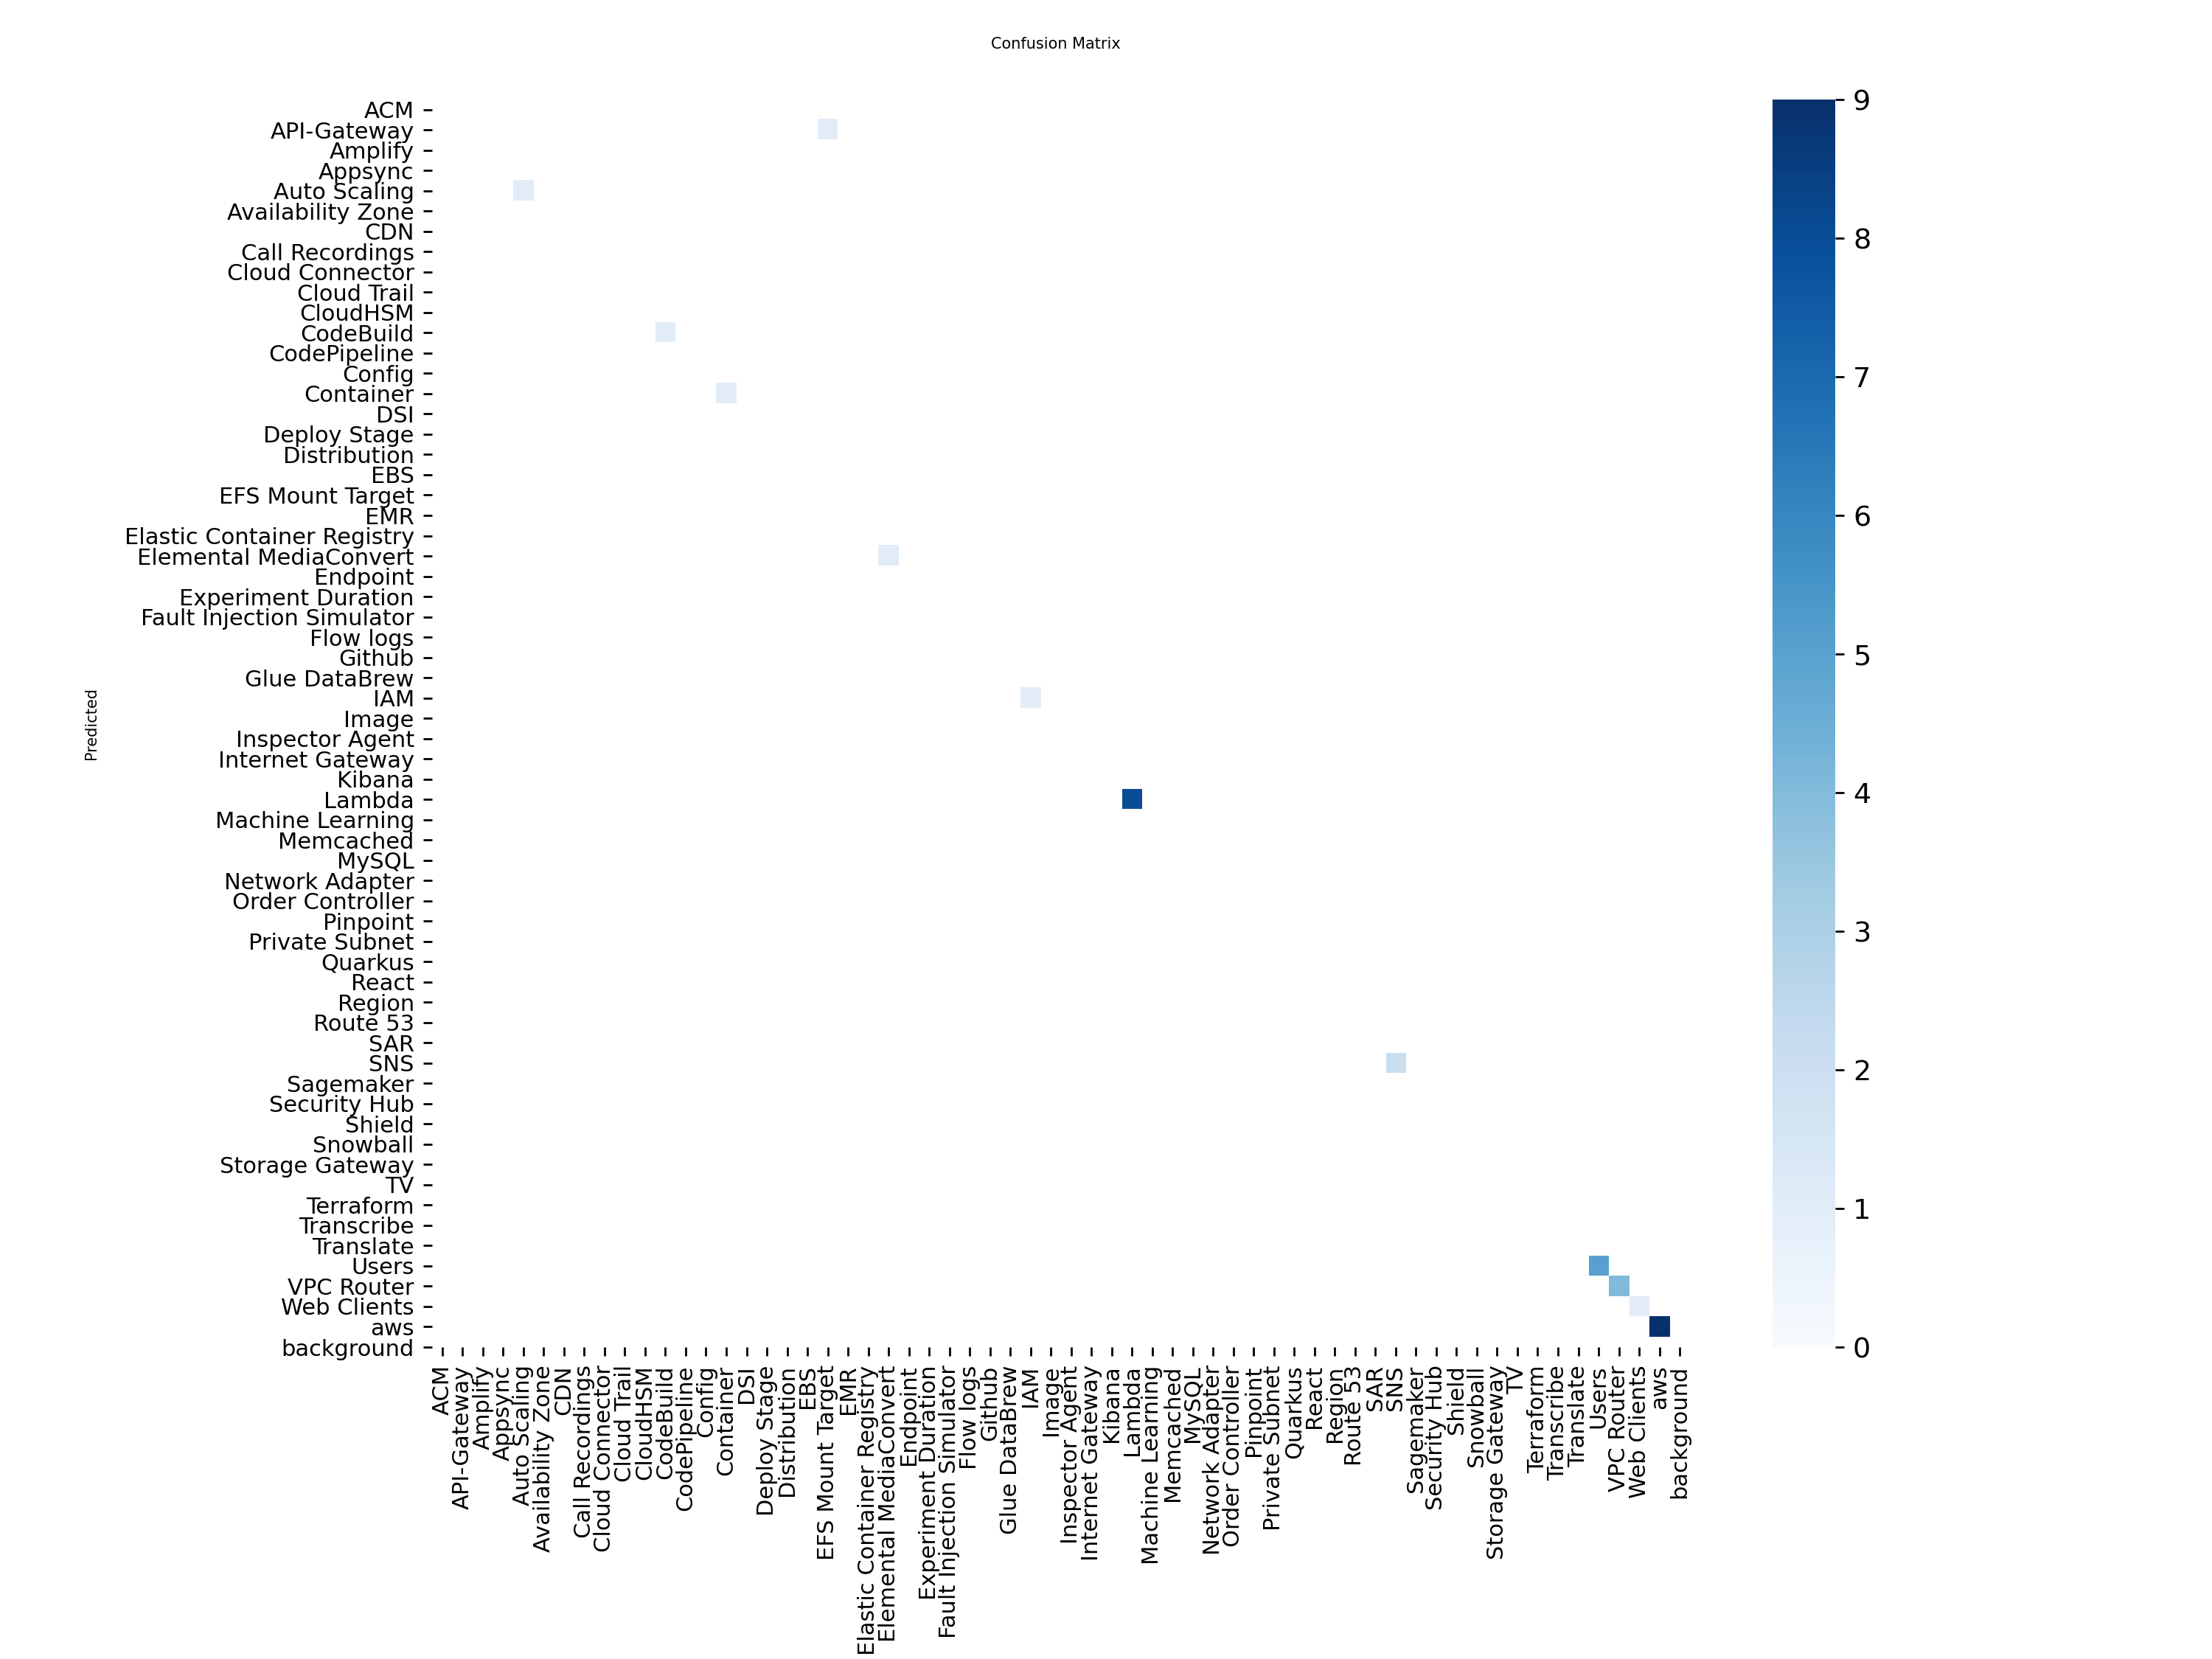 Confusion Matrix
Predicted
ACM
API-Gateway
Amplify
Appsync
Auto Scaling
Availability Zone
CDN
Call Recordings
Cloud Connector
Cloud Trail
CloudHSM
CodeBuild
CodePipeline
Config
Container
DSI
Deploy Stage
Distribution
EBS
EFS Mount Target
EMR
Elastic Container Registry
Elemental MediaConvert
Endpoint
Experiment Duration
Fault Injection Simulator
Flow logs
Github
Glue DataBrew
IAM
Image
Inspector Agent
Internet Gateway
Kibana
Lambda
Machine Learning
Memcached
MySQL
Network Adapter
Order Controller
Pinpoint
Private Subnet
Quarkus
React
Region
Route 53
SAR
SNS
Sagemaker
Security Hub
Shield
Snowball
Storage Gateway
TV
Terraform
Transcribe
Translate
Users
VPC Router
Web Clients
aws
background
ACM
API-Gateway
Amplify
Appsync
Auto Scaling
Availability Zone
CDN
Call Recordings
Cloud Connector
Cloud Trail
CloudHSM
CodeBuild
CodePipeline
Config
Container
DSI
Deploy Stage
Distribution
EBS
EFS Mount Target
EMR
Elastic Container Registry
Elemental MediaConvert
Endpoint
Experiment Duration
Fault Injection Simulator
Flow logs
Github
Glue DataBrew
IAM
Image
Inspector Agent
Internet Gateway
Kibana
Lambda
Machine Learning
Memcached
MySQL
Network Adapter
Order Controller
Pinpoint
Private Subnet
Quarkus
React
Region
Route 53
SAR
SNS
Sagemaker
Security Hub
Shield
Snowball
Storage Gateway
TV
Terraform
Transcribe
Translate
Users
VPC Router
Web Clients
aws
background
9
8
7
6
5
4
3
2
1
0